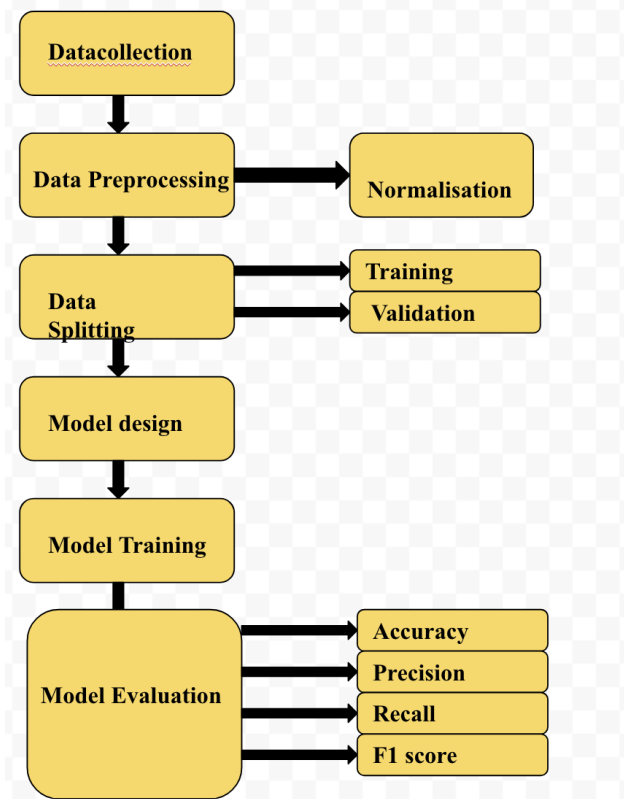 Datacollection
Data Preprocessing
Normalisation
Data
Splitting
Training
Validation
Model design
Model Training
Model Evaluation
Accuracy
Precision
Recall
F1 score